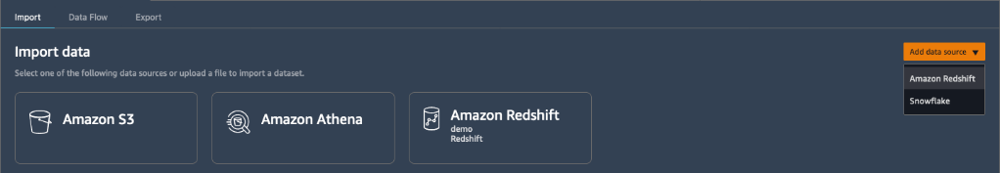 Import Data Flow Export
Import data
Add data source
Select one of the following data sources or upload a file to import a dataset.
Amazon Redshift
Snowflake
Amazon S3
Amazon Athena
Amazon Redshift
demo
Redshift